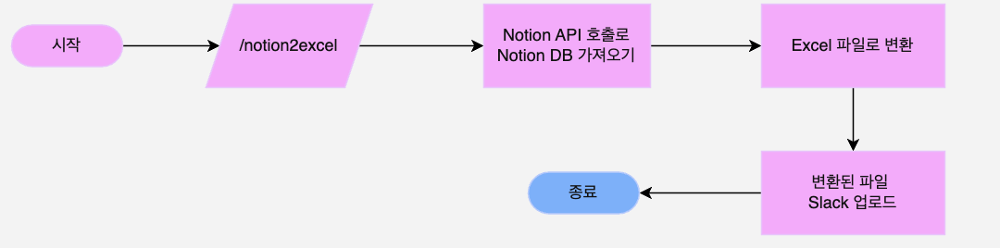 시작
/notion2excel
Notion API 호출로
Notion DB 가져오기
Excel 파일로 변환
변환된 파일
Slack 업로드
종료